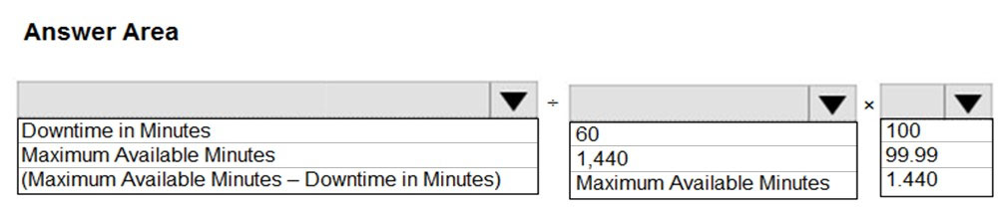 Answer Area
÷ ×
Downtime in Minutes 60 100
Maximum Available Minutes 1,440 99.99
(Maximum Available Minutes – Downtime in Minutes) Maximum Available Minutes 1.440